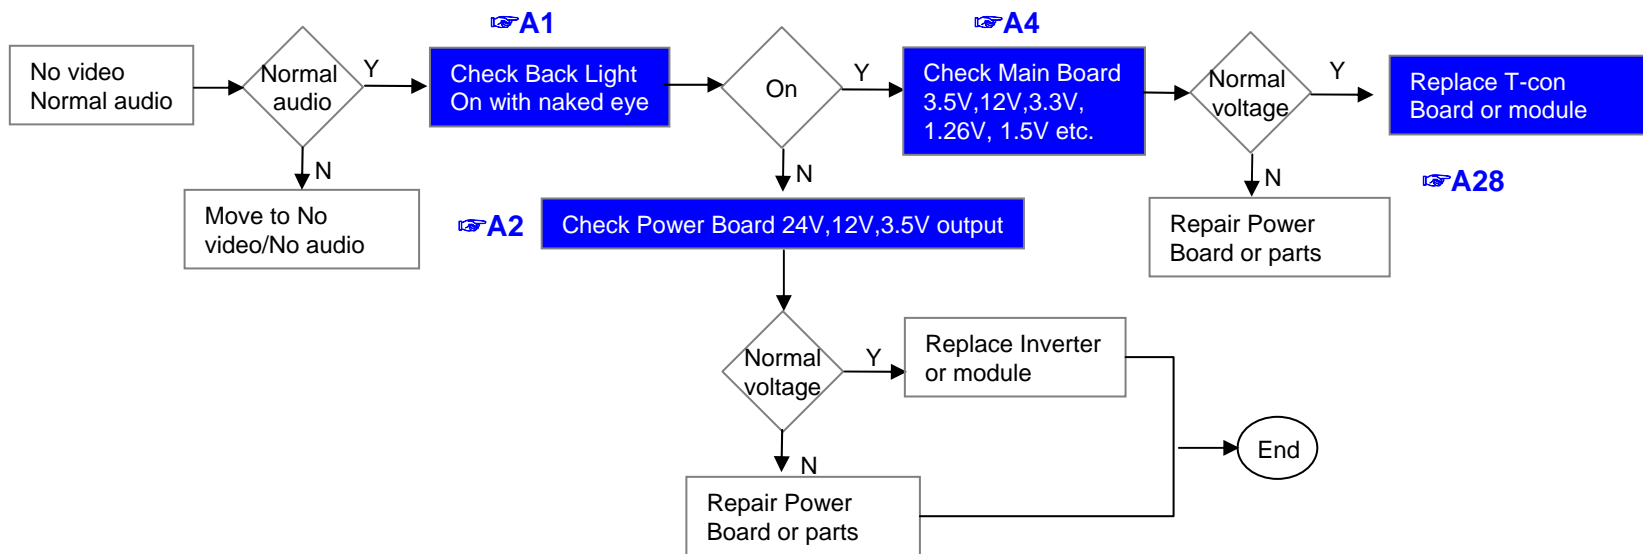 ☞A1
☞A4
No video
Normal audio
Normal
audio
Y
Check Back Light
On with naked eye
On
Y
Check Main Board
3.5V,12V,3.3V,
1.26V, 1.5V etc.
Normal
voltage
Y
Replace T-con
Board or module
N
Move to No
video/No audio
N
☞A2
Check Power Board 24V,12V,3.5V output
N
Repair Power
Board or parts
☞A28
Normal
voltage
Y
Replace Inverter
or module
N
Repair Power
Board or parts
End